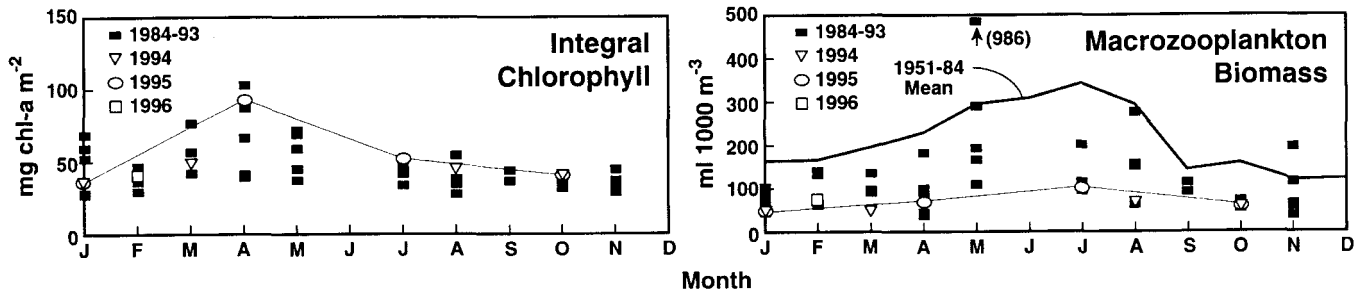 Integral
Chlorophyll
mg chl-a m-2
150
100
50
0
1984-93
1994
1995
1996
J F M A M J J A S O N D
Macrozooplankton
Biomass
ml 1000 m-3
500
400
300
200
100
0
1984-93
1994
1995
1996
(986)
1951-84
Mean
J F M A M J J A S O N D
Month